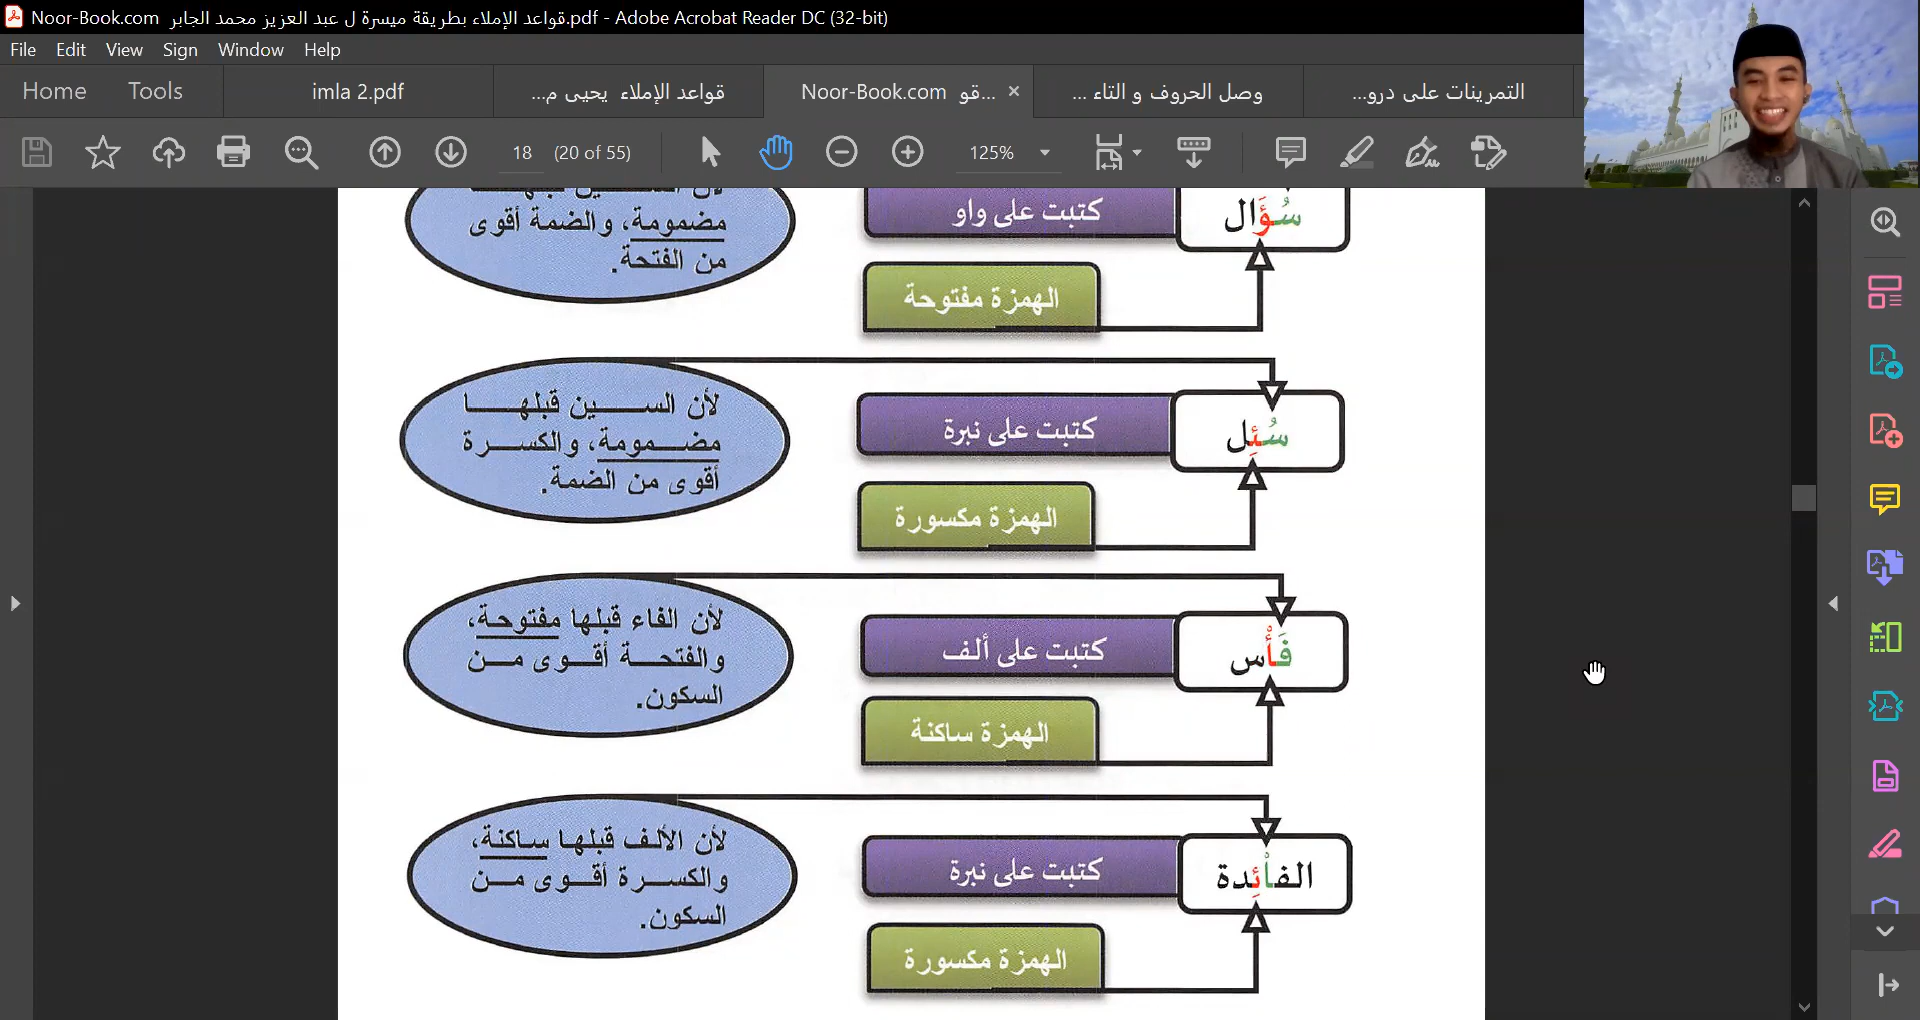 Noor-Book.com قواعد الإملاء بطريقة ميسرة ل عبد العزيز محمد الجابر.pdf - Adobe Acrobat Reader DC (32-bit)
File Edit View Sign Window Help
Home Tools imla 2.pdf قواعد الإملاء يحيى م... Noor-Book.com قو... × وصل الحروف و التاء ... التمرينات على درو...
18 (20 of 55) 125%
سُؤَال
كتبت على واو
الهمزة مفتوحة
مضمومة، والضمة أقوى
من الفتحة.
سُئِل
كتبت على نبرة
الهمزة مكسورة
لأن السين قبلها
مضمومة، والكسرة
أقوى من الضمة.
فَأْس
كتبت على ألف
الهمزة ساكنة
لأن الفاء قبلها مفتوحة،
والفتحة أقوى من
السكون.
الفاْئِدة
كتبت على نبرة
الهمزة مكسورة
لأن الألف قبلها ساكنة،
والكسرة أقوى من
السكون.